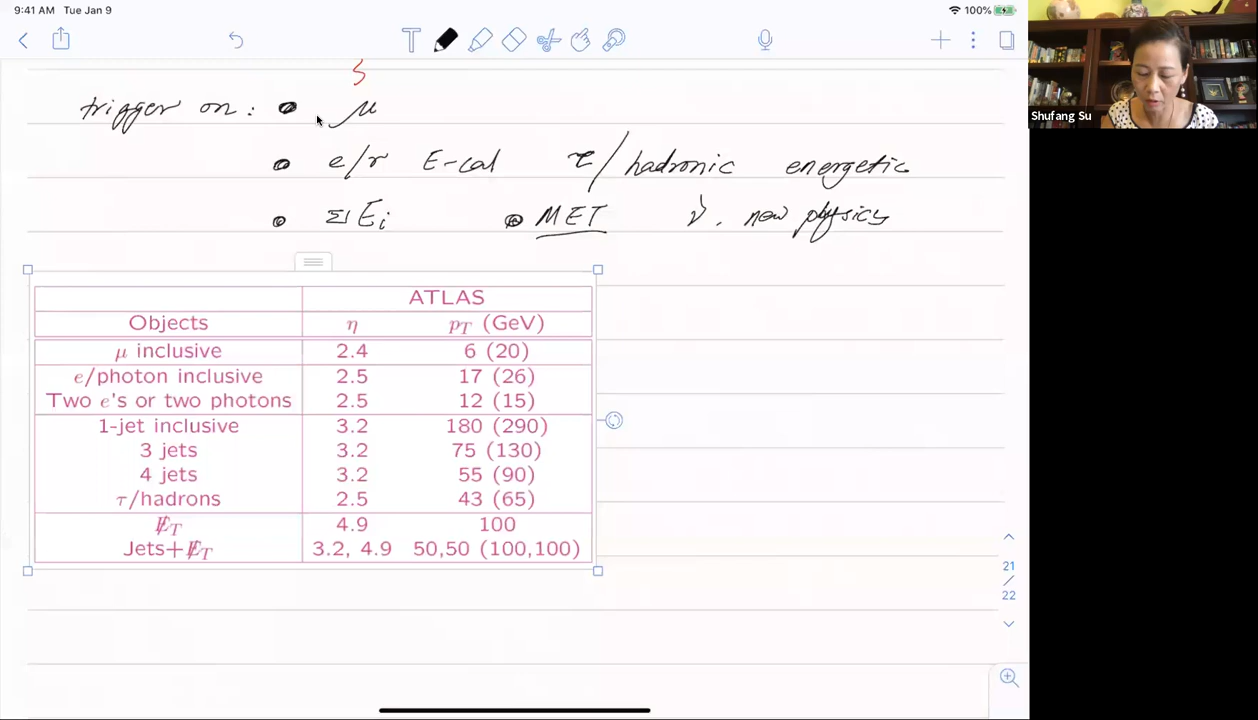 9:41 AM Tue Jan 9
100%
Shufang Su
trigger on: • μ
• e/γ E-cal τ/hadronic energetic
• Σ Ei • MET ν. new physics
ATLAS
Objects η pT (GeV)
μ inclusive 2.4 6 (20)
e/photon inclusive 2.5 17 (26)
Two e's or two photons 2.5 12 (15)
1-jet inclusive 3.2 180 (290)
3 jets 3.2 75 (130)
4 jets 3.2 55 (90)
τ/hadrons 2.5 43 (65)
E̸T 4.9 100
Jets+E̸T 3.2, 4.9 50,50 (100,100)
21
/
22